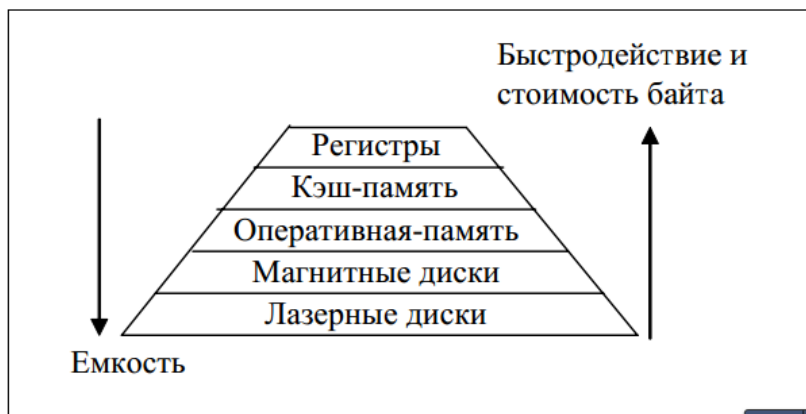 Быстродействие и
стоимость байта
Регистры
Кэш-память
Оперативная-память
Магнитные диски
Лазерные диски
Емкость